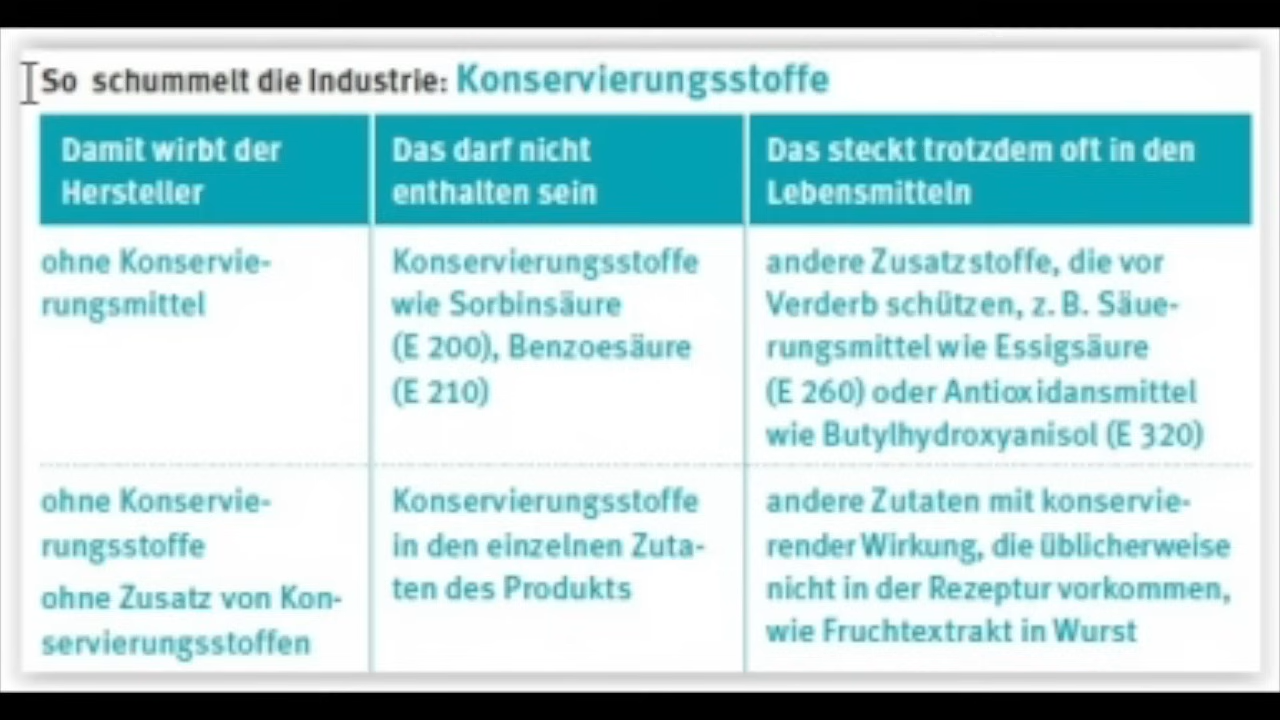 So schummelt die Industrie: Konservierungsstoffe
Damit wirbt der
Hersteller
Das darf nicht
enthalten sein
Das steckt trotzdem oft in den
Lebensmitteln
ohne Konservie-
rungsmittel
Konservierungsstoffe
wie Sorbinsäure
(E 200), Benzoesäure
(E 210)
andere Zusatzstoffe, die vor
Verderb schützen, z. B. Säue-
rungsmittel wie Essigsäure
(E 260) oder Antioxidansmittel
wie Butylhydroxyanisol (E 320)
ohne Konservie-
rungsstoffe
ohne Zusatz von Kon-
servierungsstoffen
Konservierungsstoffe
in den einzelnen Zuta-
ten des Produkts
andere Zutaten mit konservie-
render Wirkung, die üblicherweise
nicht in der Rezeptur vorkommen,
wie Fruchtextrakt in Wurst